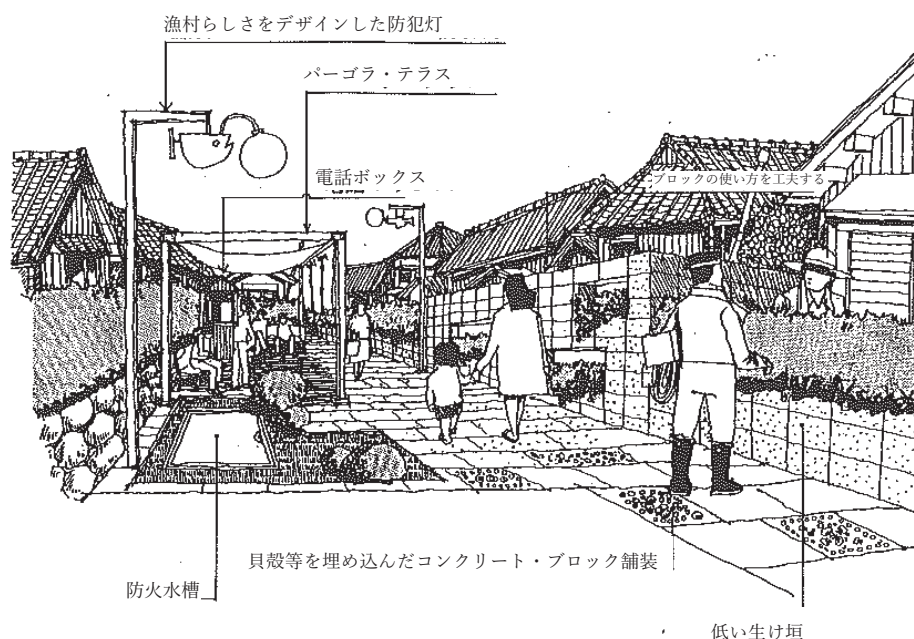 漁村らしさをデザインした防犯灯
パーゴラ・テラス
電話ボックス
ブロックの使い方を工夫する
貝殻等を埋め込んだコンクリート・ブロック舗装
防火水槽
低い生け垣